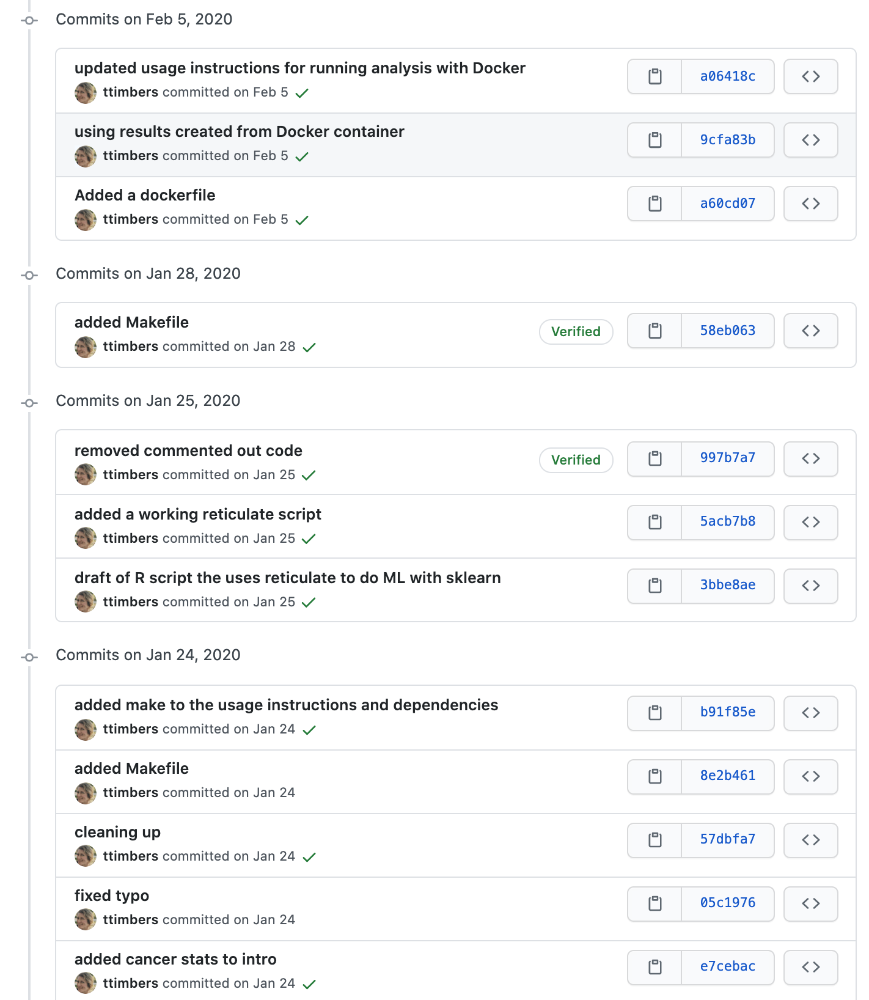 Commits on Feb 5, 2020
updated usage instructions for running analysis with Docker
ttimbers committed on Feb 5
a06418c
using results created from Docker container
ttimbers committed on Feb 5
9cfa83b
Added a dockerfile
ttimbers committed on Feb 5
a60cd07
Commits on Jan 28, 2020
added Makefile
ttimbers committed on Jan 28
Verified
58eb063
Commits on Jan 25, 2020
removed commented out code
ttimbers committed on Jan 25
Verified
997b7a7
added a working reticulate script
ttimbers committed on Jan 25
5acb7b8
draft of R script the uses reticulate to do ML with sklearn
ttimbers committed on Jan 25
3bbe8ae
Commits on Jan 24, 2020
added make to the usage instructions and dependencies
ttimbers committed on Jan 24
b91f85e
added Makefile
ttimbers committed on Jan 24
8e2b461
cleaning up
ttimbers committed on Jan 24
57dbfa7
fixed typo
ttimbers committed on Jan 24
05c1976
added cancer stats to intro
ttimbers committed on Jan 24
e7cebac